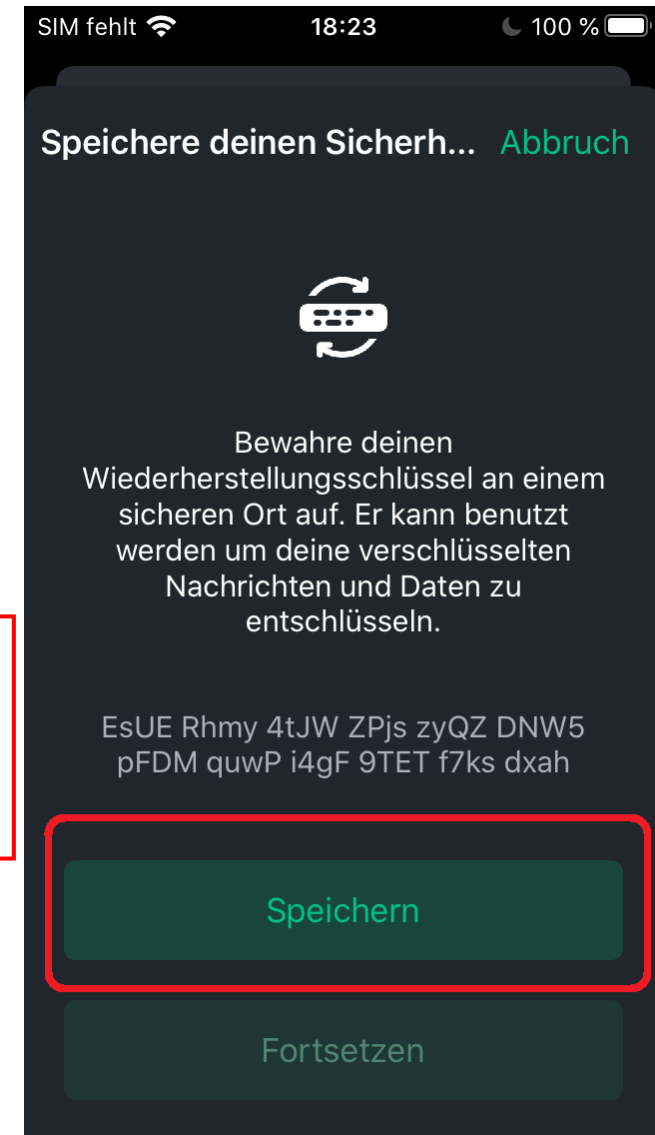 SIM fehlt 18:23 100 %
Speichere deinen Sicherh... Abbruch
Bewahre deinen
Wiederherstellungsschlüssel an einem
sicheren Ort auf. Er kann benutzt
werden um deine verschlüsselten
Nachrichten und Daten zu
entschlüsseln.
EsUE Rhmy 4tJW ZPjs zyQZ DNW5
pFDM quwP i4gF 9TET f7ks dxah
Speichern
Fortsetzen